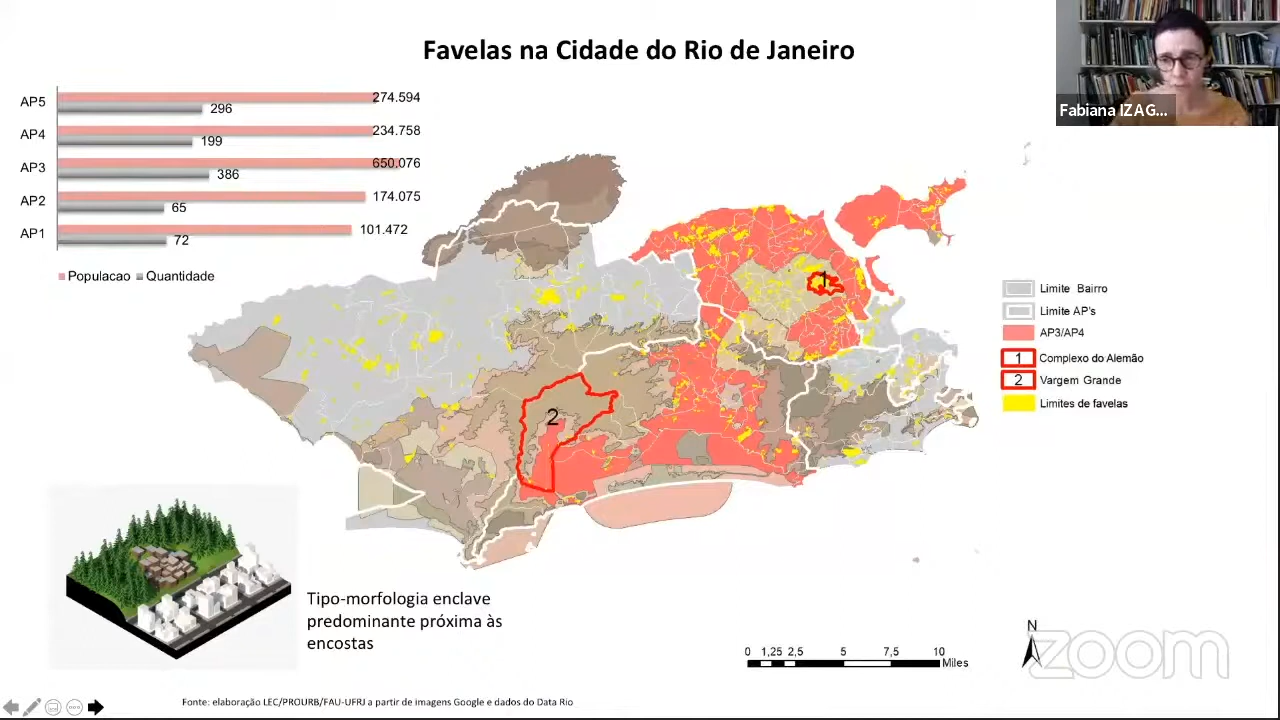 Favelas na Cidade do Rio de Janeiro
Fabiana IZAG...
AP5
274.594
296
AP4
234.758
199
AP3
650.076
386
AP2
174.075
65
AP1
101.472
72
Populacao
Quantidade
1
2
Limite Bairro
Limite AP's
AP3/AP4
1 Complexo do Alemão
2 Vargem Grande
Limites de favelas
Tipo-morfologia enclave
predominante próxima às
encostas
N
0 1,25 2,5 5 7,5 10
Miles
zoom
Fonte: elaboração LEC/PROURB/FAU-UFRJ a partir de imagens Google e dados do Data Rio